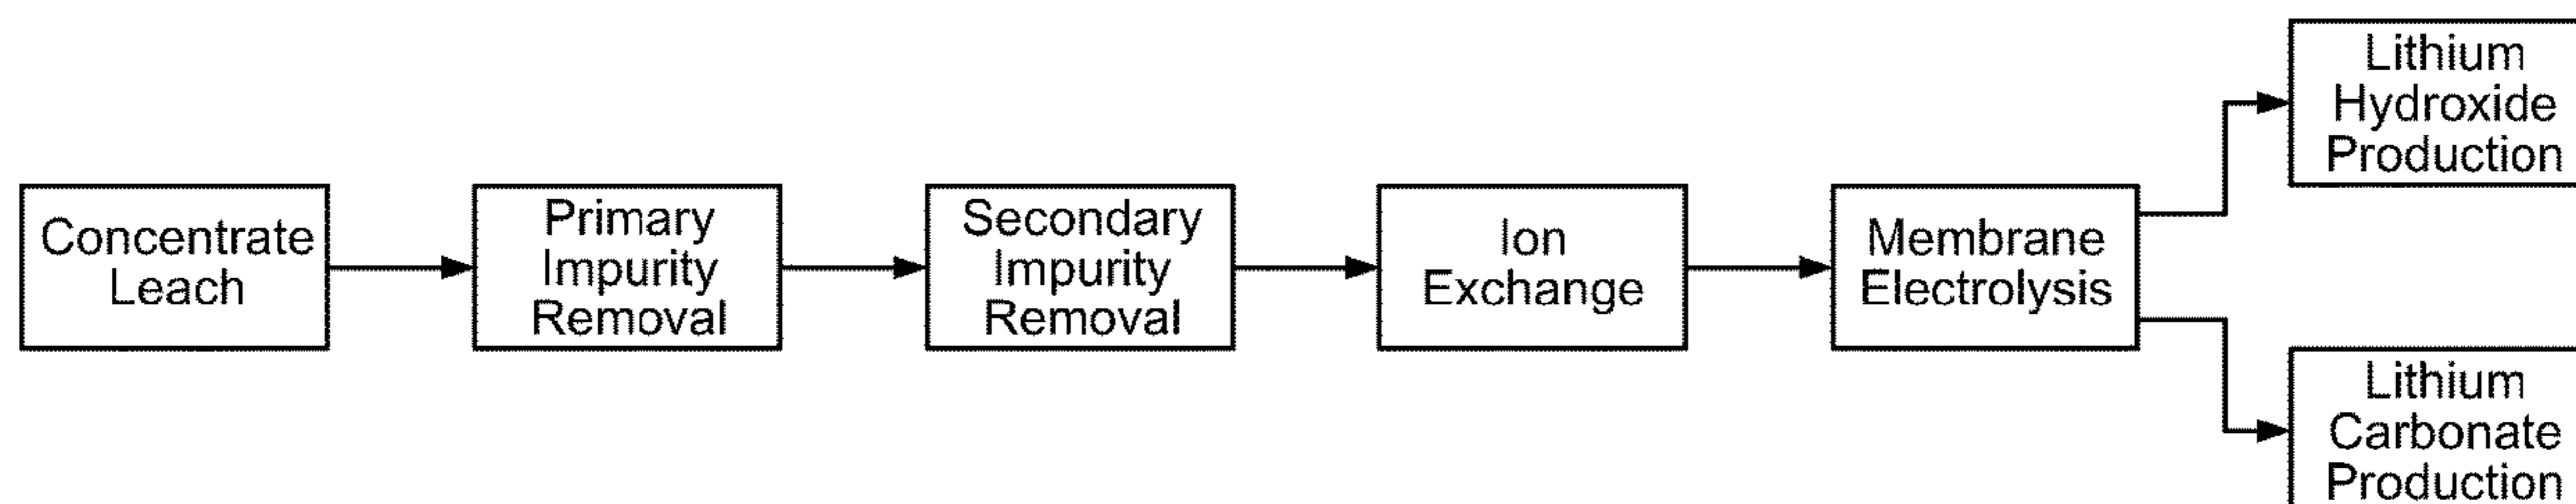 Concentrate
Leach
Primary
Impurity
Removal
Secondary
Impurity
Removal
Ion
Exchange
Membrane
Electrolysis
Lithium
Hydroxide
Production
Lithium
Carbonate
Production